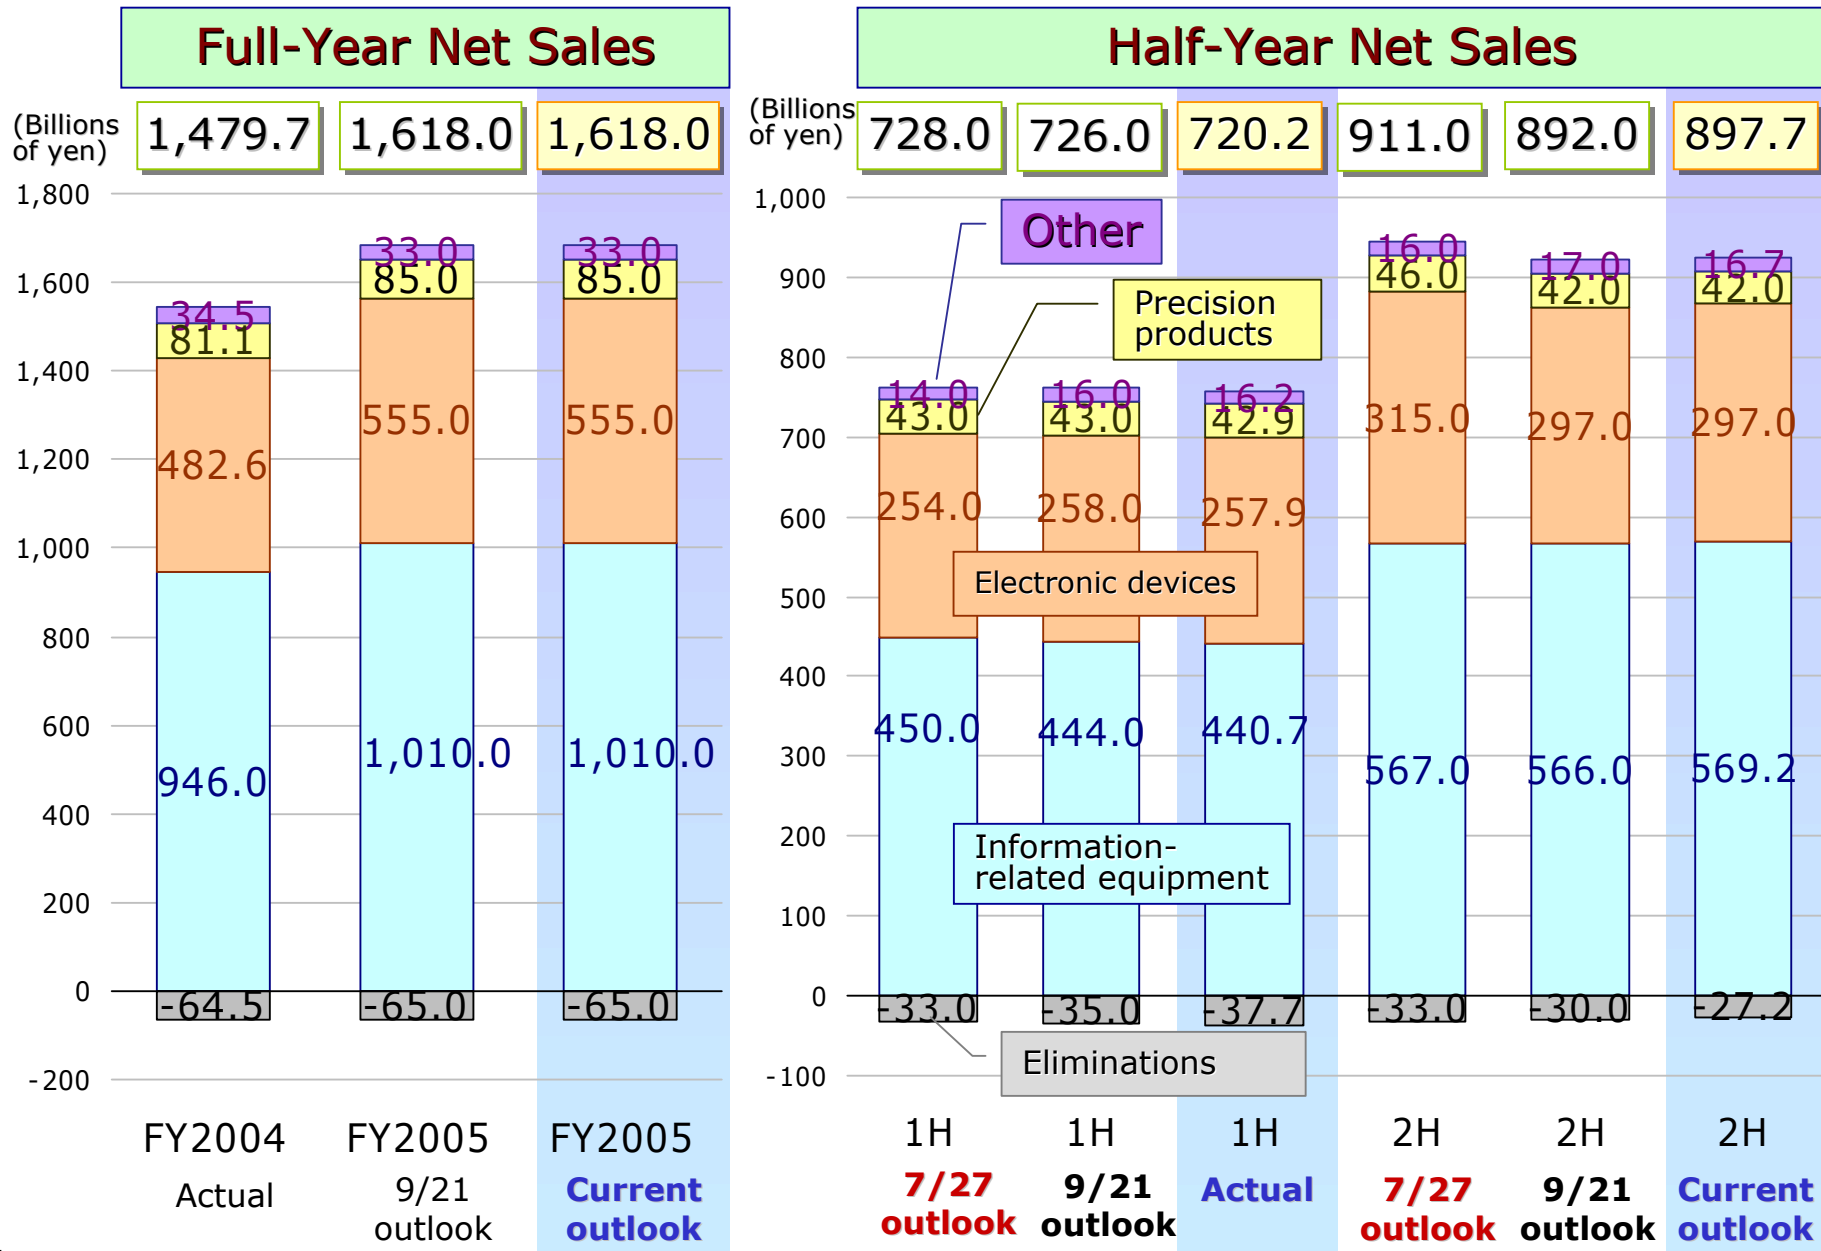 Full-Year Net Sales
(Billions
of yen)
1,479.7
1,618.0
1,618.0
1,800
1,600
1,400
1,200
1,000
800
600
400
200
0
-200
34.5
81.1
482.6
946.0
-64.5
33.0
85.0
555.0
1,010.0
-65.0
33.0
85.0
555.0
1,010.0
-65.0
FY2004
Actual
FY2005
9/21
outlook
FY2005
Current
outlook
Half-Year Net Sales
(Billions
of yen)
728.0
726.0
720.2
911.0
892.0
897.7
1,000
900
800
700
600
500
400
300
200
100
0
-100
Other
Precision
products
Electronic devices
Information-
related equipment
Eliminations
14.0
43.0
254.0
450.0
-33.0
16.0
43.0
258.0
444.0
-35.0
16.2
42.9
257.9
440.7
-37.7
16.0
46.0
315.0
567.0
-33.0
17.0
42.0
297.0
566.0
-30.0
16.7
42.0
297.0
569.2
-27.2
1H
7/27
outlook
1H
9/21
outlook
1H
Actual
2H
7/27
outlook
2H
9/21
outlook
2H
Current
outlook